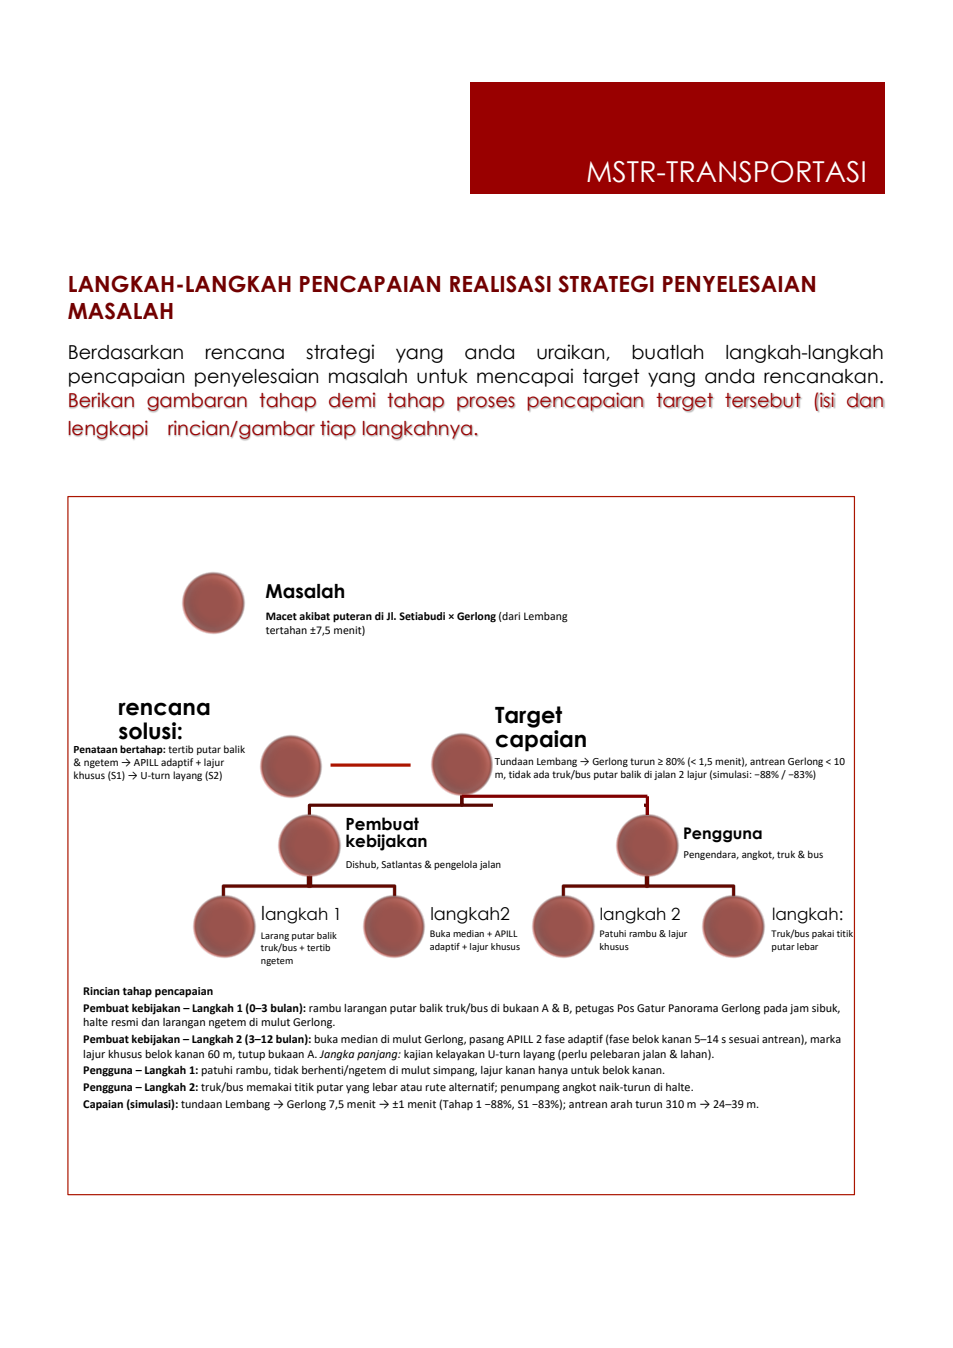 MSTR-TRANSPORTASI
LANGKAH-LANGKAH PENCAPAIAN REALISASI STRATEGI PENYELESAIAN
MASALAH
Berdasarkan rencana strategi yang anda uraikan, buatlah langkah-langkah
pencapaian penyelesaian masalah untuk mencapai target yang anda rencanakan.
Berikan gambaran tahap demi tahap proses pencapaian target tersebut (isi dan
lengkapi rincian/gambar tiap langkahnya.
Masalah
Macet akibat puteran di Jl. Setiabudi × Gerlong (dari Lembang
tertahan ±7,5 menit)
rencana
solusi:
Penataan bertahap: tertib putar balik
& ngetem → APILL adaptif + lajur
khusus (S1) → U-turn layang (S2)
Target
capaian
Tundaan Lembang → Gerlong turun ≥ 80% (< 1,5 menit), antrean Gerlong < 10
m, tidak ada truk/bus putar balik di jalan 2 lajur (simulasi: −88% / −83%)
Pembuat
kebijakan
Dishub, Satlantas & pengelola jalan
Pengguna
Pengendara, angkot, truk & bus
langkah 1
Larang putar balik
truk/bus + tertib
ngetem
langkah2
Buka median + APILL
adaptif + lajur khusus
langkah 2
Patuhi rambu & lajur
khusus
langkah:
Truk/bus pakai titik
putar lebar
Rincian tahap pencapaian
Pembuat kebijakan – Langkah 1 (0–3 bulan): rambu larangan putar balik truk/bus di bukaan A & B, petugas Pos Gatur Panorama Gerlong pada jam sibuk,
halte resmi dan larangan ngetem di mulut Gerlong.
Pembuat kebijakan – Langkah 2 (3–12 bulan): buka median di mulut Gerlong, pasang APILL 2 fase adaptif (fase belok kanan 5–14 s sesuai antrean), marka
lajur khusus belok kanan 60 m, tutup bukaan A. Jangka panjang: kajian kelayakan U-turn layang (perlu pelebaran jalan & lahan).
Pengguna – Langkah 1: patuhi rambu, tidak berhenti/ngetem di mulut simpang, lajur kanan hanya untuk belok kanan.
Pengguna – Langkah 2: truk/bus memakai titik putar yang lebar atau rute alternatif; penumpang angkot naik-turun di halte.
Capaian (simulasi): tundaan Lembang → Gerlong 7,5 menit → ±1 menit (Tahap 1 −88%, S1 −83%); antrean arah turun 310 m → 24–39 m.